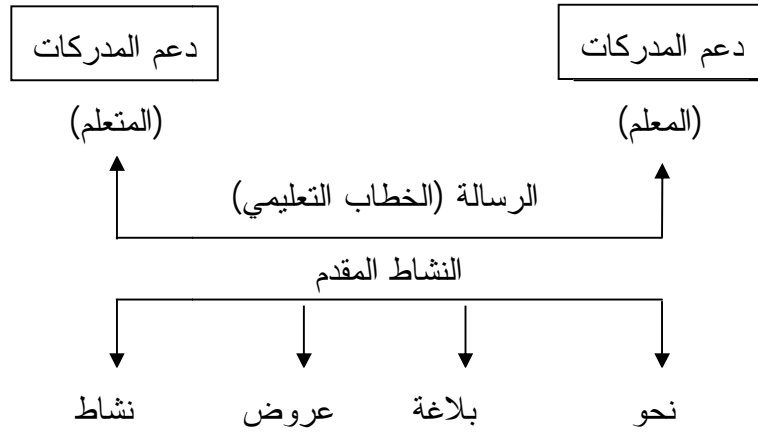 دعم المدركات
دعم المدركات
(المعلم)
(المتعلم)
الرسالة (الخطاب التعليمي)
النشاط المقدم
نحو
بلاغة
عروض
نشاط